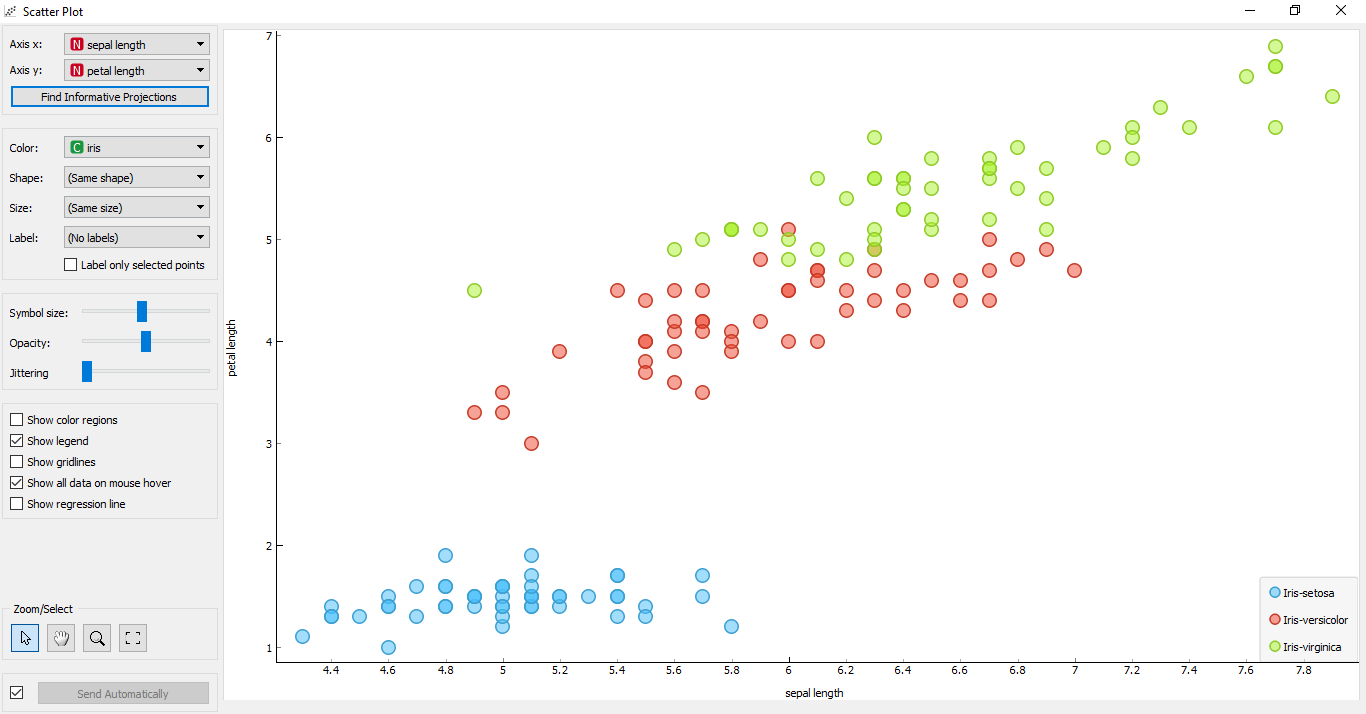 Scatter Plot
Axis x: N sepal length
Axis y: N petal length
Find Informative Projections
Color: C iris
Shape: (Same shape)
Size: (Same size)
Label: (No labels)
Label only selected points
Symbol size:
Opacity:
Jittering
Show color regions
Show legend
Show gridlines
Show all data on mouse hover
Show regression line
Zoom/Select
Send Automatically
7
6
5
4
3
2
1
petal length
4.4 4.6 4.8 5 5.2 5.4 5.6 5.8 6 6.2 6.4 6.6 6.8 7 7.2 7.4 7.6 7.8
sepal length
Iris-setosa
Iris-versicolor
Iris-virginica